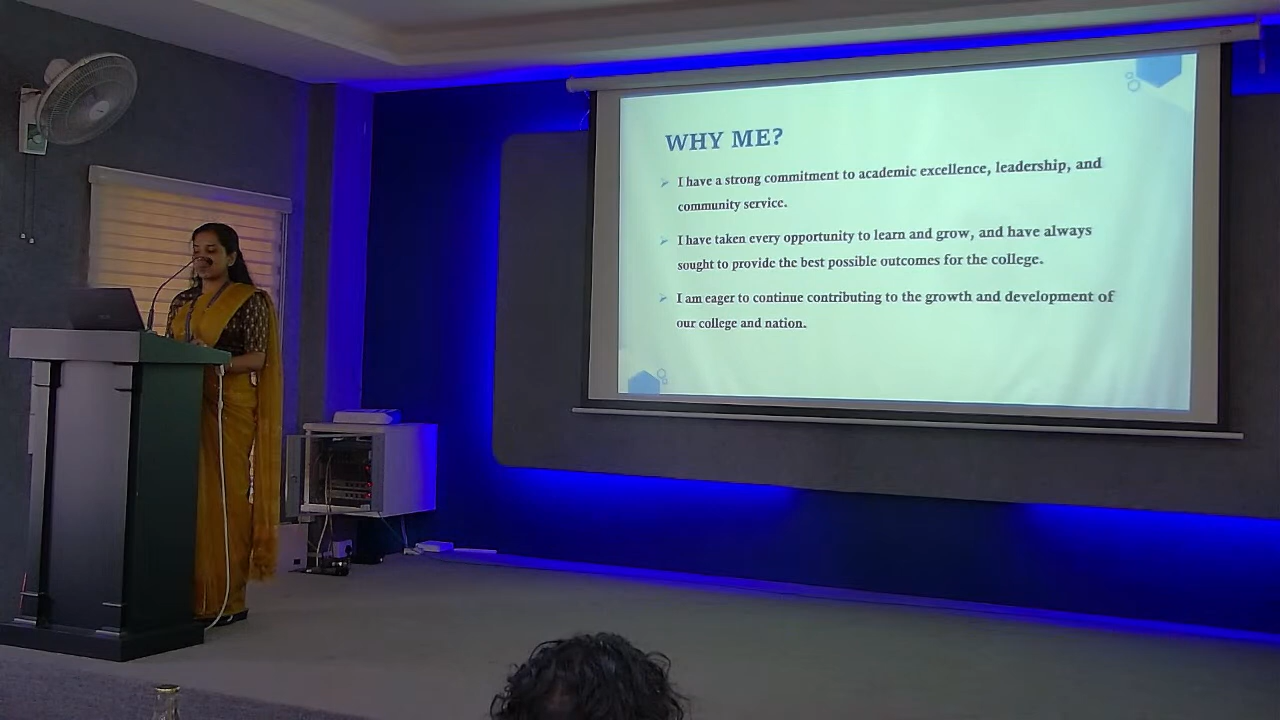 WHY ME?
➢ I have a strong commitment to academic excellence, leadership, and
community service.
➢ I have taken every opportunity to learn and grow, and have always
sought to provide the best possible outcomes for the college.
➢ I am eager to continue contributing to the growth and development of
our college and nation.